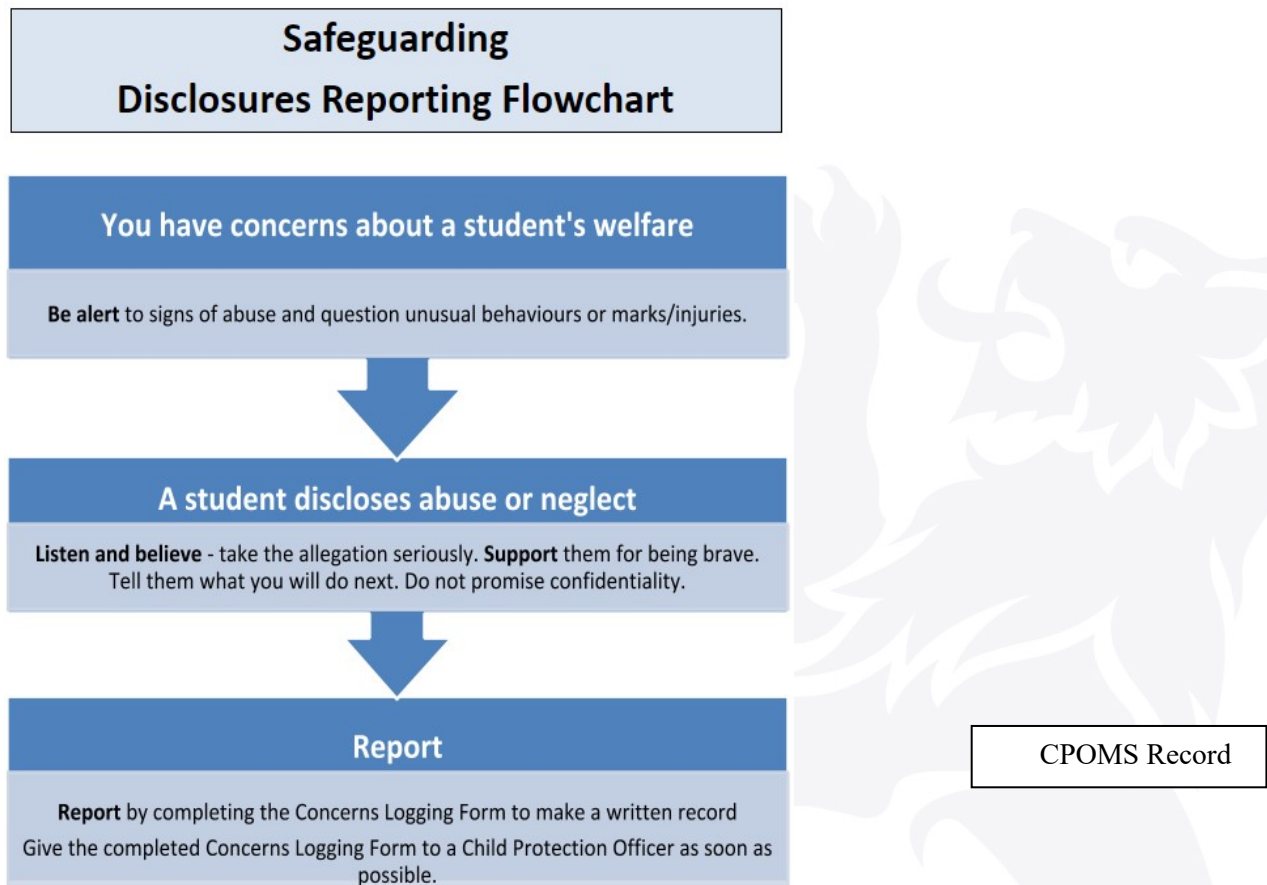 Safeguarding
Disclosures Reporting Flowchart
You have concerns about a student's welfare
Be alert to signs of abuse and question unusual behaviours or marks/injuries.
A student discloses abuse or neglect
Listen and believe - take the allegation seriously. Support them for being brave.
Tell them what you will do next. Do not promise confidentiality.
Report
CPOMS Record
Report by completing the Concerns Logging Form to make a written record
Give the completed Concerns Logging Form to a Child Protection Officer as soon as
possible.